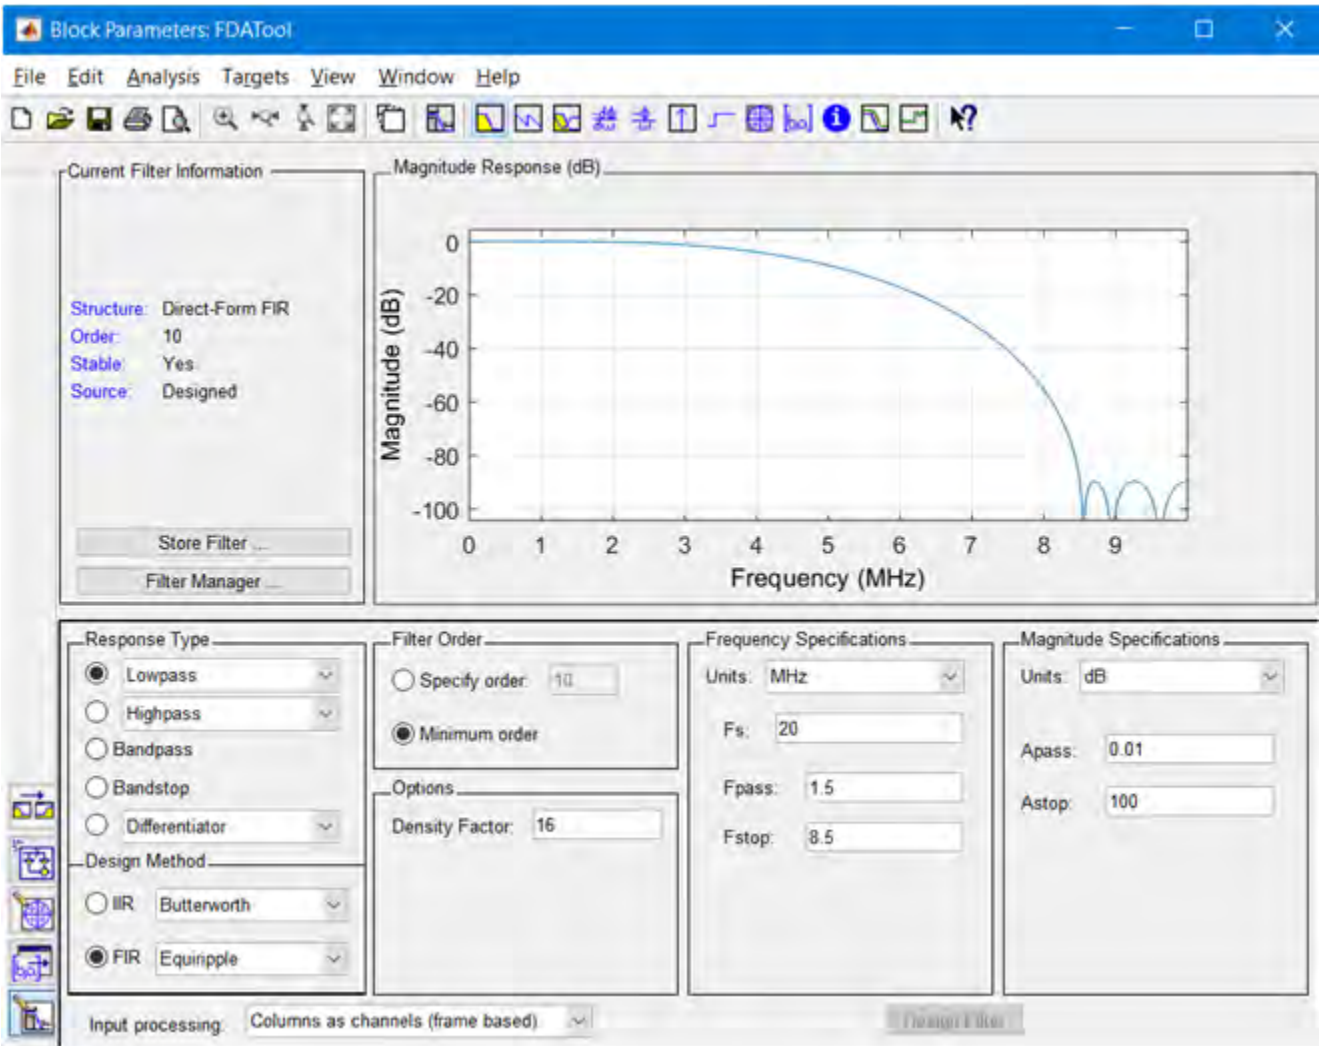 Block Parameters: FDATool
File Edit Analysis Targets View Window Help
Current Filter Information
Structure: Direct-Form FIR
Order: 10
Stable: Yes
Source: Designed
Store Filter ...
Filter Manager ...
Magnitude Response (dB)
0
-20
-40
-60
-80
-100
Magnitude (dB)
0 1 2 3 4 5 6 7 8 9
Frequency (MHz)
Response Type
Lowpass
Highpass
Bandpass
Bandstop
Differentiator
Design Method
IIR Butterworth
FIR Equiripple
Filter Order
Specify order: 10
Minimum order
Options
Density Factor: 16
Frequency Specifications
Units: MHz
Fs: 20
Fpass: 1.5
Fstop: 8.5
Magnitude Specifications
Units: dB
Apass: 0.01
Astop: 100
Input processing: Columns as channels (frame based)
Design Filter